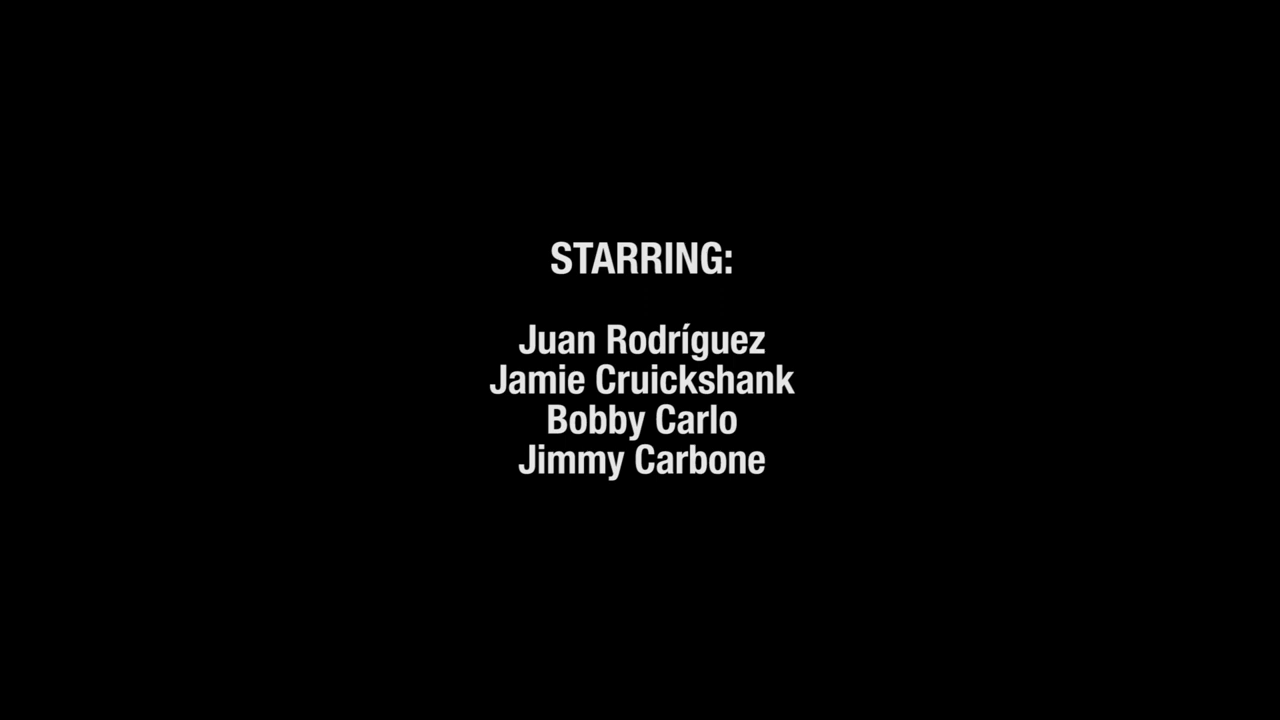 STARRING:
Juan Rodríguez
Jamie Cruickshank
Bobby Carlo
Jimmy Carbone